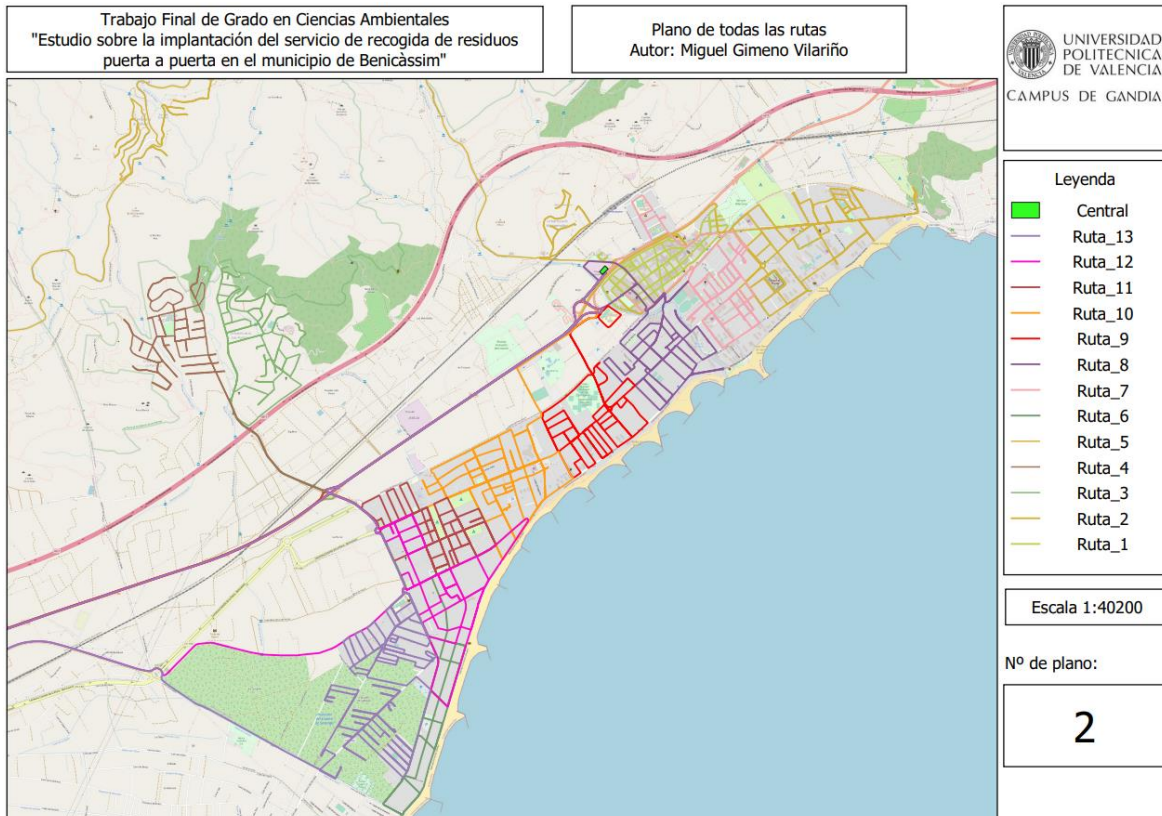 Trabajo Final de Grado en Ciencias Ambientales
"Estudio sobre la implantación del servicio de recogida de residuos
puerta a puerta en el municipio de Benicàssim"
Plano de todas las rutas
Autor: Miguel Gimeno Vilariño
UNIVERSIDAD
POLITECNICA
DE VALENCIA
CAMPUS DE GANDIA
Leyenda
Central
Ruta_13
Ruta_12
Ruta_11
Ruta_10
Ruta_9
Ruta_8
Ruta_7
Ruta_6
Ruta_5
Ruta_4
Ruta_3
Ruta_2
Ruta_1
Escala 1:40200
Nº de plano:
2